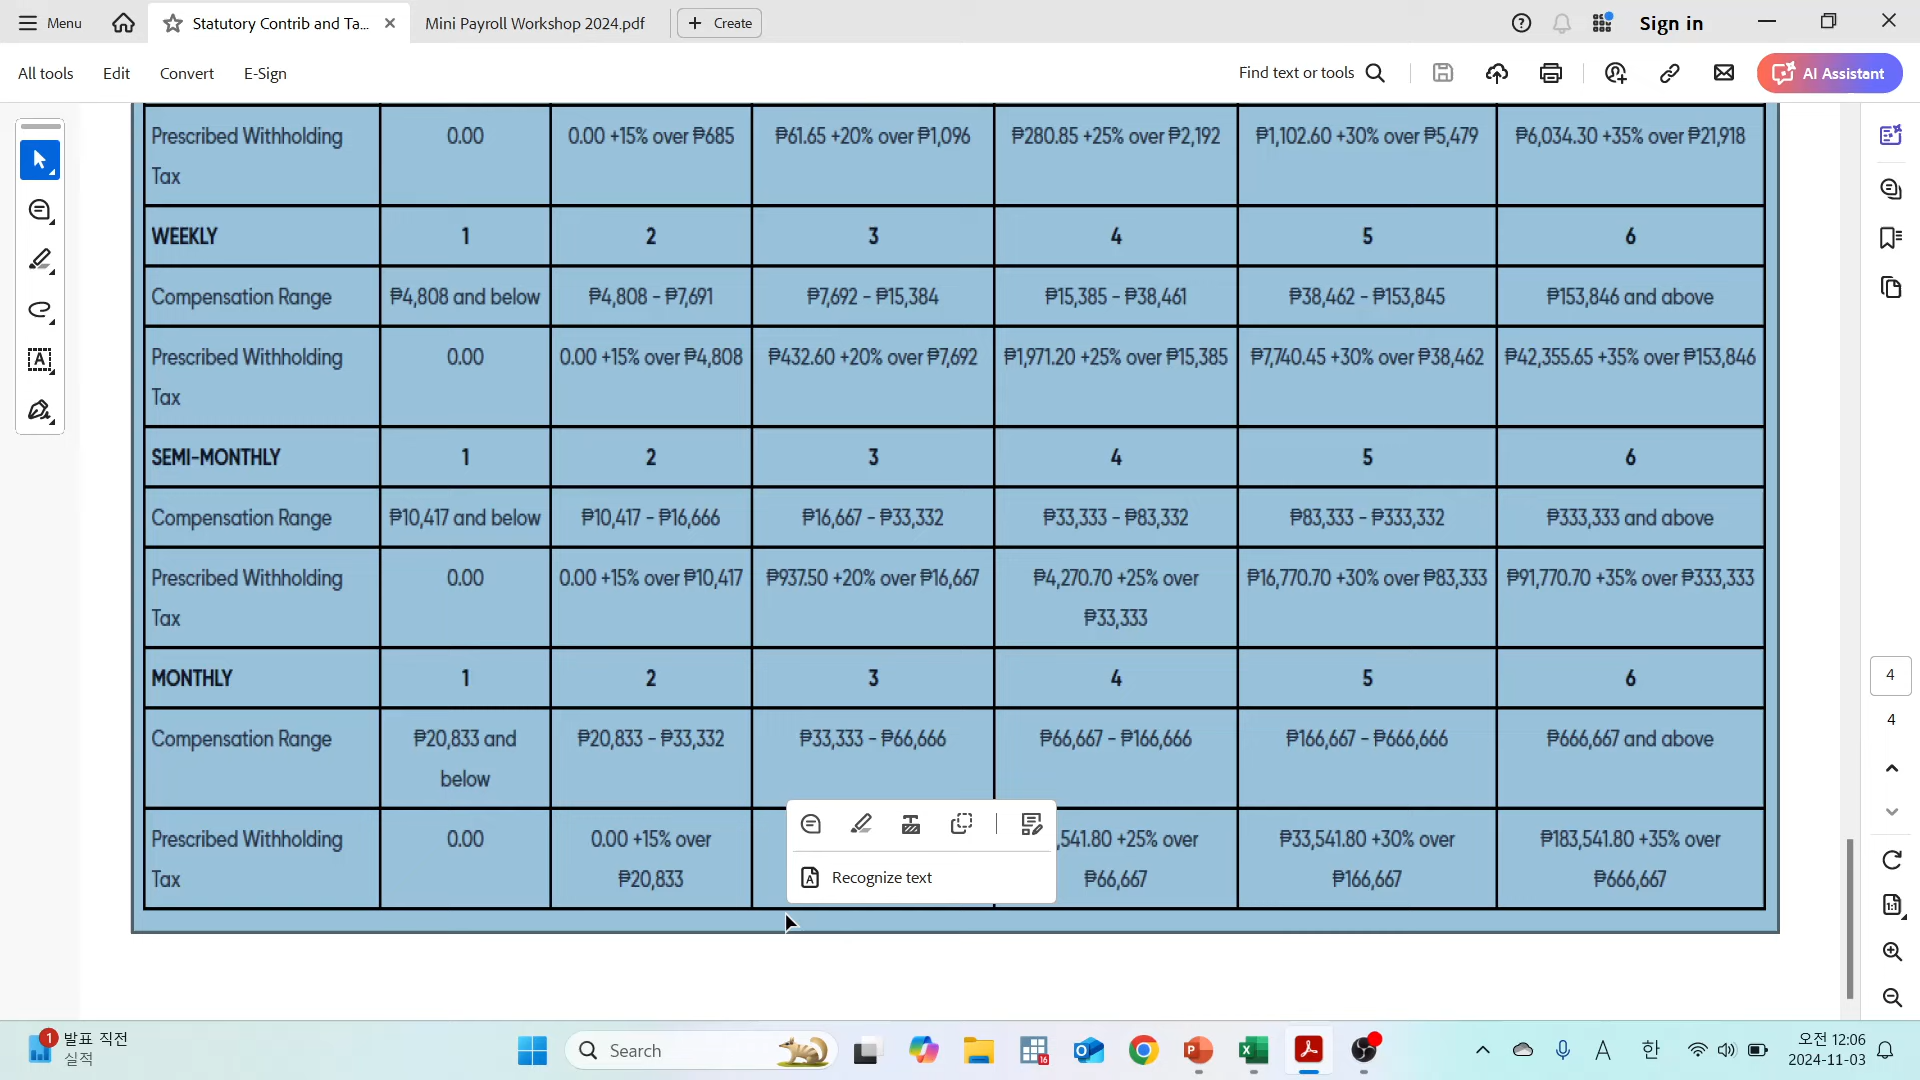 Menu
Statutory Contrib and Ta...
Mini Payroll Workshop 2024.pdf
Create
Sign in
All tools
Edit
Convert
E-Sign
Find text or tools
AI Assistant
Prescribed Withholding Tax 0.00 0.00 +15% over ₱685 ₱61.65 +20% over ₱1,096 ₱280.85 +25% over ₱2,192 ₱1,102.60 +30% over ₱5,479 ₱6,034.30 +35% over ₱21,918
WEEKLY 1 2 3 4 5 6
Compensation Range ₱4,808 and below ₱4,808 - ₱7,691 ₱7,692 - ₱15,384 ₱15,385 - ₱38,461 ₱38,462 - ₱153,845 ₱153,846 and above
Prescribed Withholding Tax 0.00 0.00 +15% over ₱4,808 ₱432.60 +20% over ₱7,692 ₱1,971.20 +25% over ₱15,385 ₱7,740.45 +30% over ₱38,462 ₱42,355.65 +35% over ₱153,846
SEMI-MONTHLY 1 2 3 4 5 6
Compensation Range ₱10,417 and below ₱10,417 - ₱16,666 ₱16,667 - ₱33,332 ₱33,333 - ₱83,332 ₱83,333 - ₱333,332 ₱333,333 and above
Prescribed Withholding Tax 0.00 0.00 +15% over ₱10,417 ₱937.50 +20% over ₱16,667 ₱4,270.70 +25% over ₱33,333 ₱16,770.70 +30% over ₱83,333 ₱91,770.70 +35% over ₱333,333
MONTHLY 1 2 3 4 5 6
Compensation Range ₱20,833 and below ₱20,833 - ₱33,332 ₱33,333 - ₱66,666 ₱66,667 - ₱166,666 ₱166,667 - ₱666,666 ₱666,667 and above
Prescribed Withholding Tax 0.00 0.00 +15% over ₱20,833 ,541.80 +25% over ₱66,667 ₱33,541.80 +30% over ₱166,667 ₱183,541.80 +35% over ₱666,667
Recognize text
4
4
1
발표 직전
실적
Search
16
A
한
오전 12:06
2024-11-03